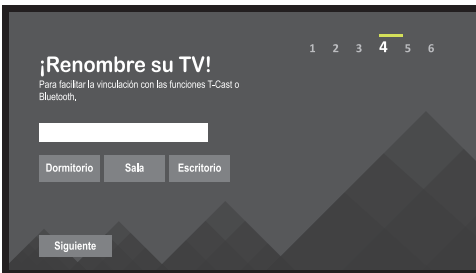 1 2 3 4 5 6
¡Renombre su TV!
Para facilitar la vinculación con las funciones T-Cast o
Bluetooth,
Dormitorio Sala Escritorio
Siguiente